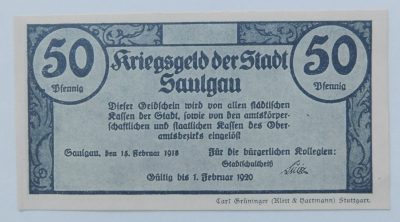 50
Pfennig
Kriegsgeld der Stadt
Saulgau
50
Pfennig
Dieser Geldschein wird von allen städtischen
Kassen der Stadt, sowie von den amtskörper-
schaftlichen und staatlichen Kassen des Ober-
amtsbezirks eingelöst
Saulgau, den 15. Februar 1918
Für die bürgerlichen Kollegien:
Stadtschultheiß
Gültig bis 1. Februar 1920
Carl Grüninger (Klett & Hartmann) Stuttgart.